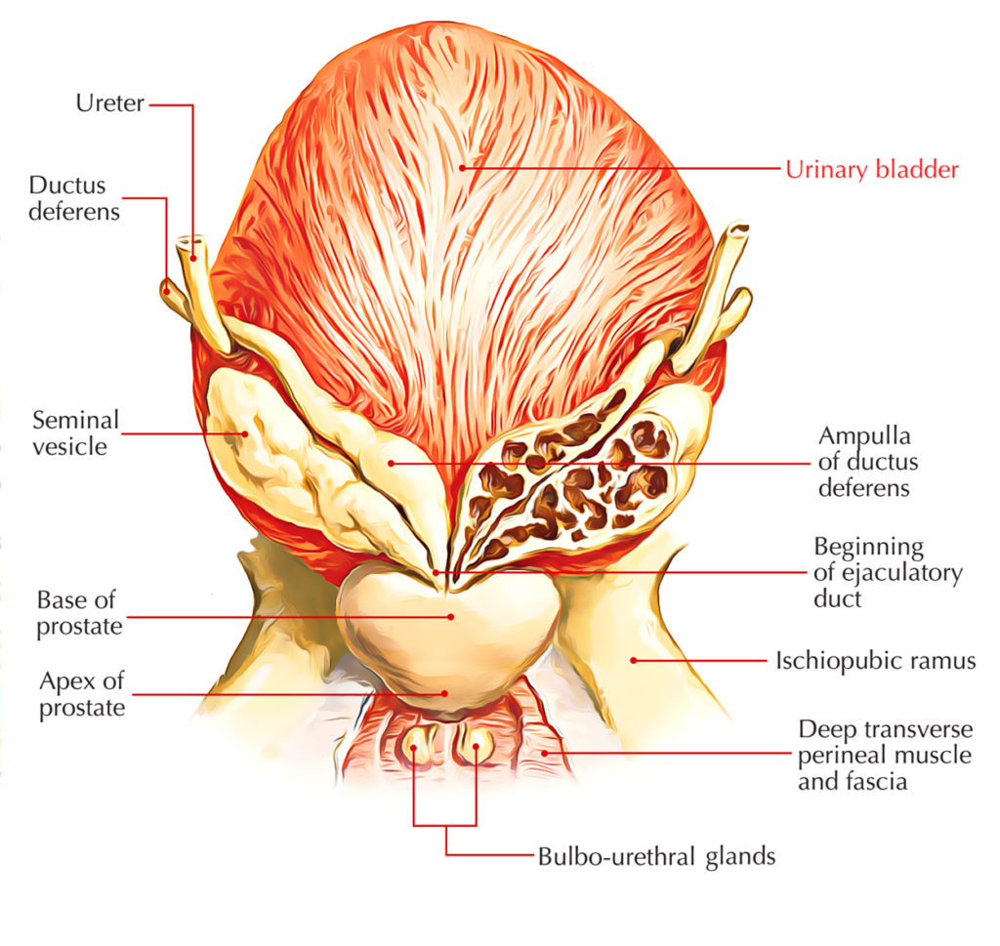 Ureter
Urinary bladder
Ductus
deferens
Seminal
vesicle
Ampulla
of ductus
deferens
Beginning
of ejaculatory
duct
Base of
prostate
Ischiopubic ramus
Apex of
prostate
Deep transverse
perineal muscle
and fascia
Bulbo-urethral glands